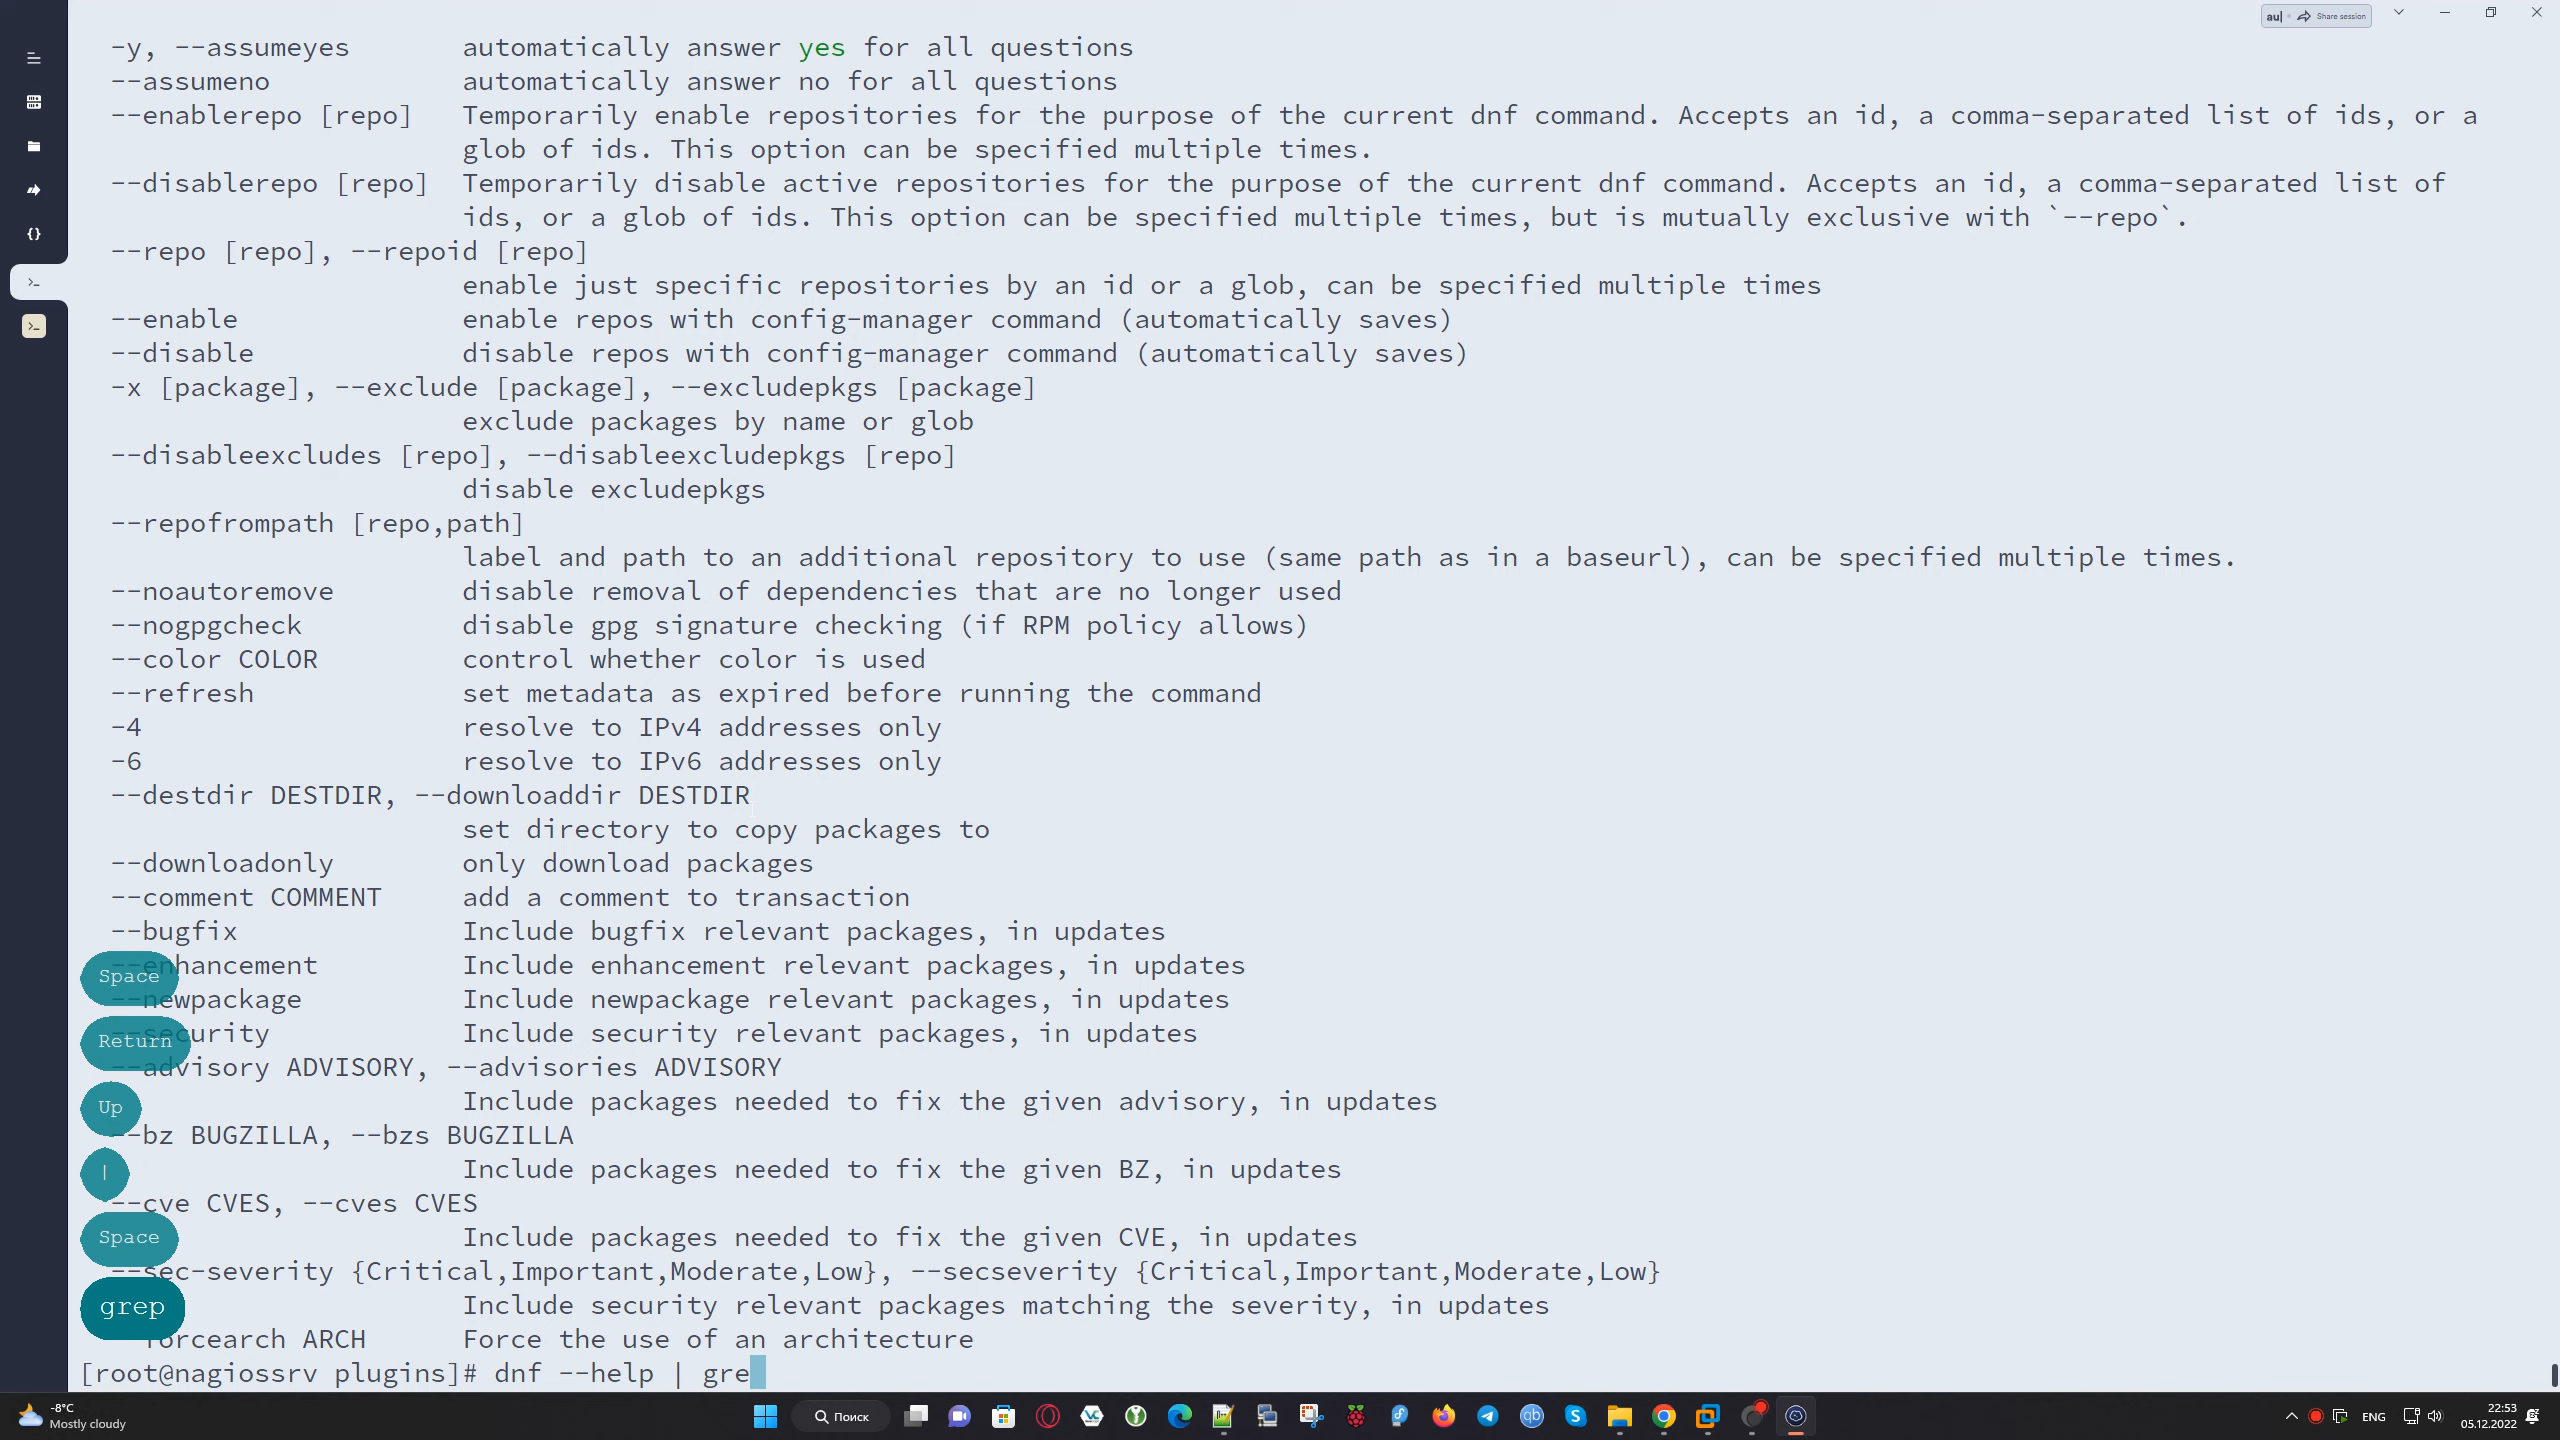 au| Share session
-y, --assumeyes automatically answer yes for all questions
--assumeno automatically answer no for all questions
--enablerepo [repo] Temporarily enable repositories for the purpose of the current dnf command. Accepts an id, a comma-separated list of ids, or a
glob of ids. This option can be specified multiple times.
--disablerepo [repo] Temporarily disable active repositories for the purpose of the current dnf command. Accepts an id, a comma-separated list of
ids, or a glob of ids. This option can be specified multiple times, but is mutually exclusive with `--repo`.
--repo [repo], --repoid [repo]
enable just specific repositories by an id or a glob, can be specified multiple times
--enable enable repos with config-manager command (automatically saves)
--disable disable repos with config-manager command (automatically saves)
-x [package], --exclude [package], --excludepkgs [package]
exclude packages by name or glob
--disableexcludes [repo], --disableexcludepkgs [repo]
disable excludepkgs
--repofrompath [repo,path]
label and path to an additional repository to use (same path as in a baseurl), can be specified multiple times.
--noautoremove disable removal of dependencies that are no longer used
--nogpgcheck disable gpg signature checking (if RPM policy allows)
--color COLOR control whether color is used
--refresh set metadata as expired before running the command
-4 resolve to IPv4 addresses only
-6 resolve to IPv6 addresses only
--destdir DESTDIR, --downloaddir DESTDIR
set directory to copy packages to
--downloadonly only download packages
--comment COMMENT add a comment to transaction
--bugfix Include bugfix relevant packages, in updates
--enhancement Include enhancement relevant packages, in updates
Space
--newpackage Include newpackage relevant packages, in updates
--security Include security relevant packages, in updates
Return
--advisory ADVISORY, --advisories ADVISORY
Include packages needed to fix the given advisory, in updates
Up
--bz BUGZILLA, --bzs BUGZILLA
Include packages needed to fix the given BZ, in updates
|
--cve CVES, --cves CVES
Include packages needed to fix the given CVE, in updates
Space
--sec-severity {Critical,Important,Moderate,Low}, --secseverity {Critical,Important,Moderate,Low}
Include security relevant packages matching the severity, in updates
grep
forcearch ARCH Force the use of an architecture
[root@nagiossrv plugins]# dnf --help | gre
-8°C
Mostly cloudy
Поиск
ENG
22:53
05.12.2022